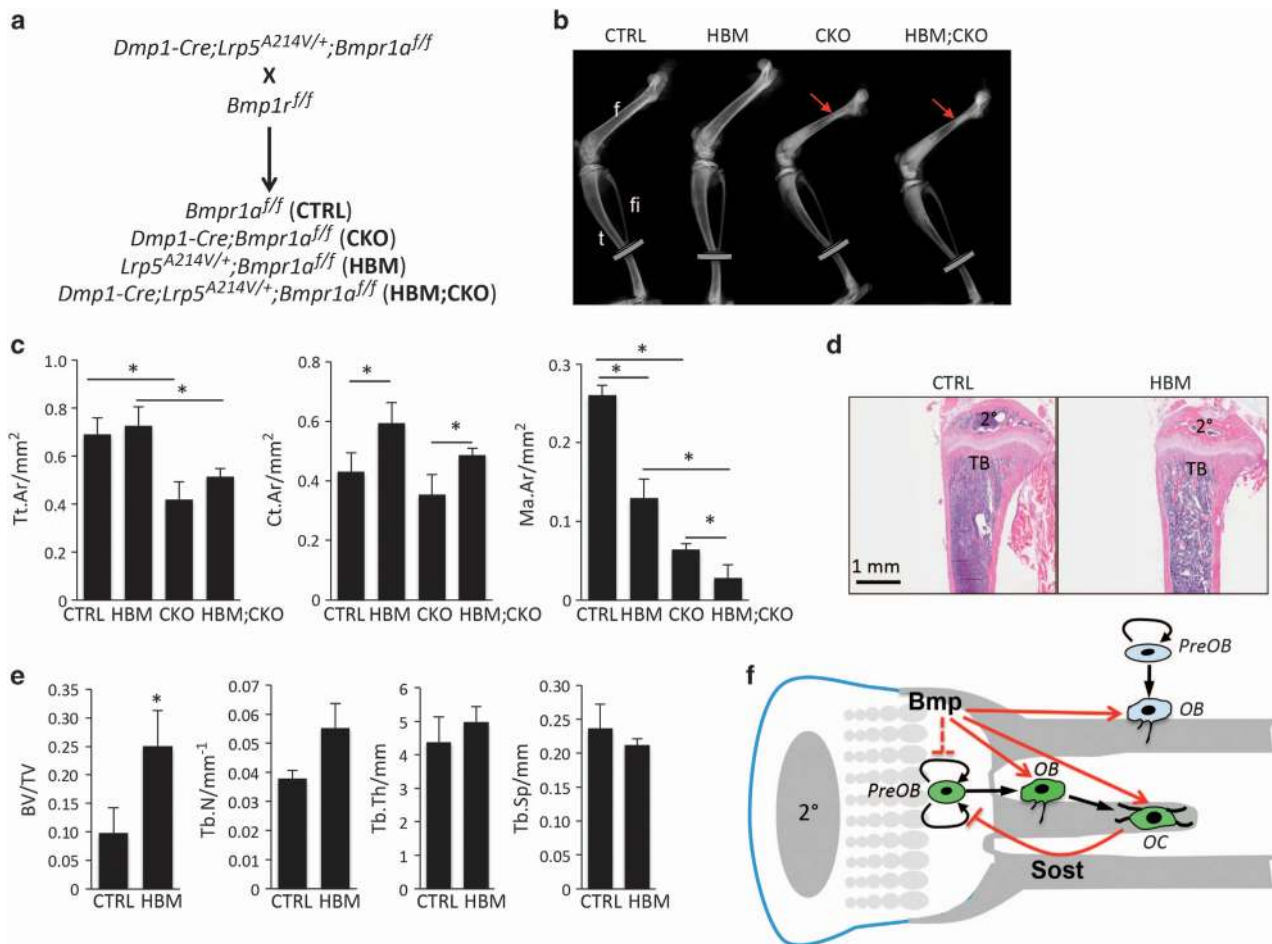 a
Dmp1-Cre;Lrp5A214V/+;Bmpr1af/f
X
Bmp1rf/f
Bmpr1af/f (CTRL)
Dmp1-Cre;Bmpr1af/f (CKO)
Lrp5A214V/+;Bmpr1af/f (HBM)
Dmp1-Cre;Lrp5A214V/+;Bmpr1af/f (HBM;CKO)
b
CTRL HBM CKO HBM;CKO
f
fi
t
c
Tt.Ar/mm2
1.0
0.8
0.6
0.4
0.2
0
*
*
CTRL HBM CKO HBM;CKO
Ct.Ar/mm2
0.8
0.6
0.4
0.2
0
*
*
CTRL HBM CKO HBM;CKO
Ma.Ar/mm2
0.3
0.2
0.1
0
*
*
*
*
CTRL HBM CKO HBM;CKO
d
CTRL HBM
2°
TB
1 mm
2°
TB
e
BV/TV
0.35
0.30
0.25
0.20
0.15
0.10
0.05
0.00
*
CTRL HBM
Tb.N/mm-1
0.07
0.06
0.05
0.04
0.03
0.02
0.01
0.00
CTRL HBM
Tb.Th/mm
6
5
4
3
2
1
0
CTRL HBM
Tb.Sp/mm
0.30
0.25
0.20
0.15
0.10
0.05
0.00
CTRL HBM
f
PreOB
OB
Bmp
OB
PreOB
2°
OC
Sost